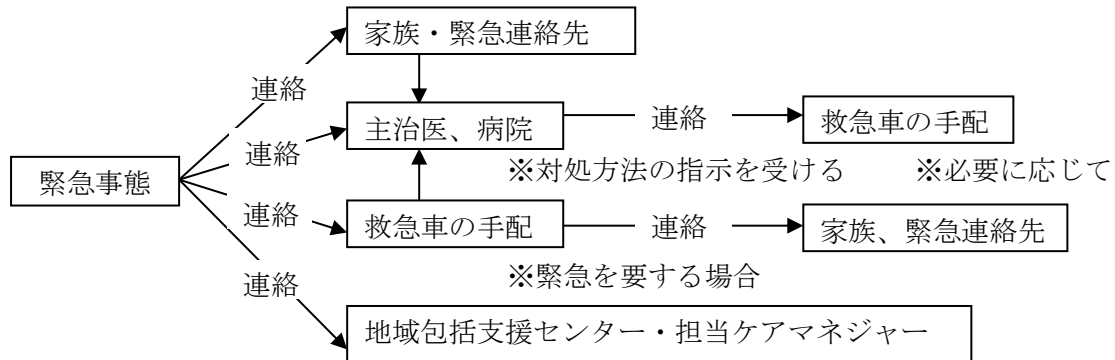 家族・緊急連絡先
連絡
主治医、病院
連絡
救急車の手配
連絡
※対処方法の指示を受ける
※必要に応じて
緊急事態
連絡
救急車の手配
連絡
家族、緊急連絡先
※緊急を要する場合
連絡
地域包括支援センター・担当ケアマネジャー